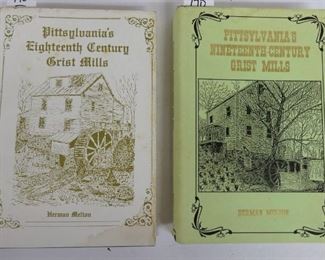 Pittsylvania's
Eighteenth Century
Grist Mills
Herman Melton
PITTSYLVANIA'S
NINETEENTH-CENTURY
GRIST MILLS
HERMAN MELTON